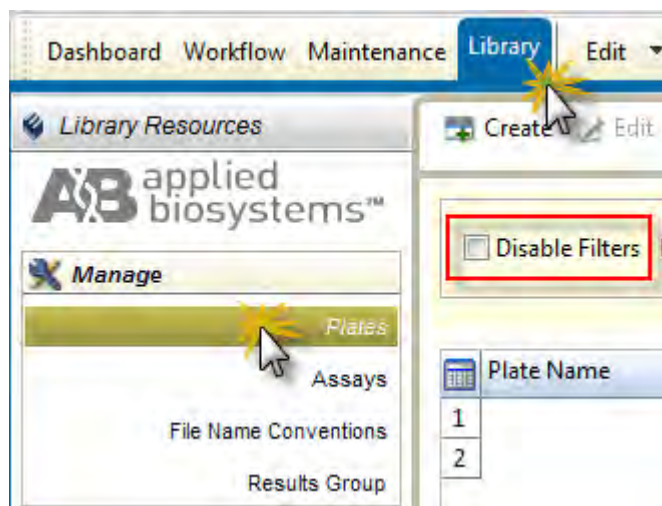 Dashboard Workflow Maintenance Library Edit
Library Resources
Create Edit
applied
biosystems™
Disable Filters
Manage
Plates
Assays
Plate Name
1
File Name Conventions
2
Results Group